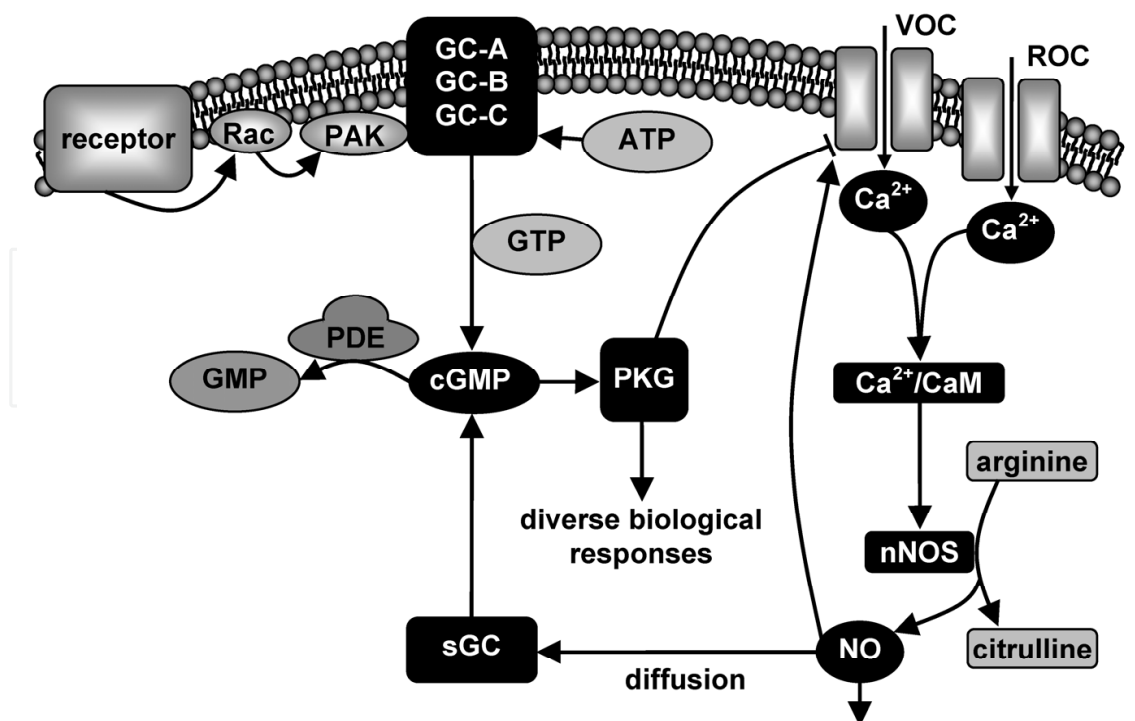 VOC
ROC
GC-A
GC-B
GC-C
receptor
Rac
PAK
ATP
Ca²⁺
Ca²⁺
GTP
PDE
GMP
cGMP
PKG
Ca²⁺/CaM
arginine
diverse biological
responses
nNOS
sGC
NO
citrulline
diffusion